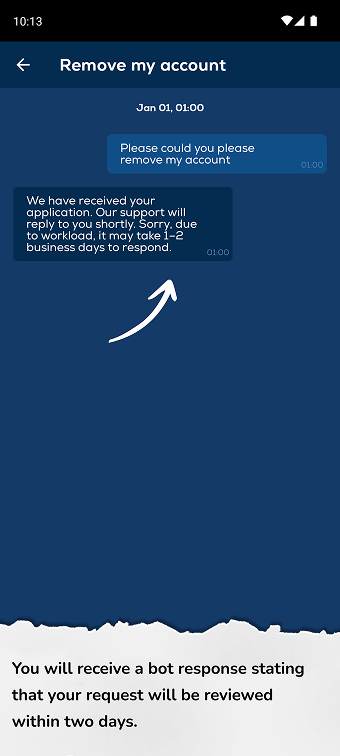 10:13
Remove my account
Jan 01, 01:00
Please could you please
remove my account
01:00
We have received your
application. Our support will
reply to you shortly. Sorry, due
to workload, it may take 1-2
business days to respond.
01:00
You will receive a bot response stating
that your request will be reviewed
within two days.